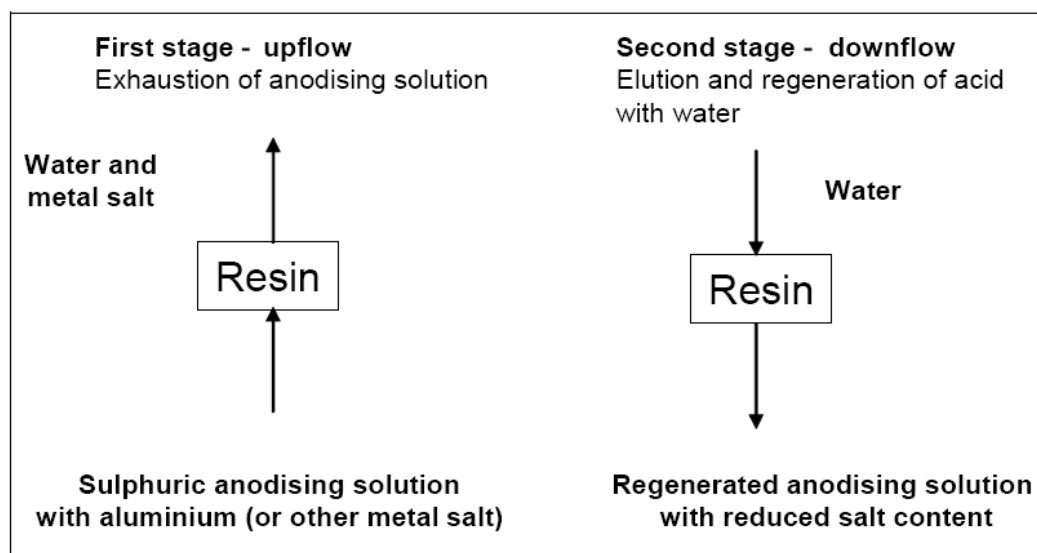 First stage - upflow
Exhaustion of anodising solution
Water and
metal salt
Resin
Sulphuric anodising solution
with aluminium (or other metal salt)
Second stage - downflow
Elution and regeneration of acid
with water
Water
Resin
Regenerated anodising solution
with reduced salt content